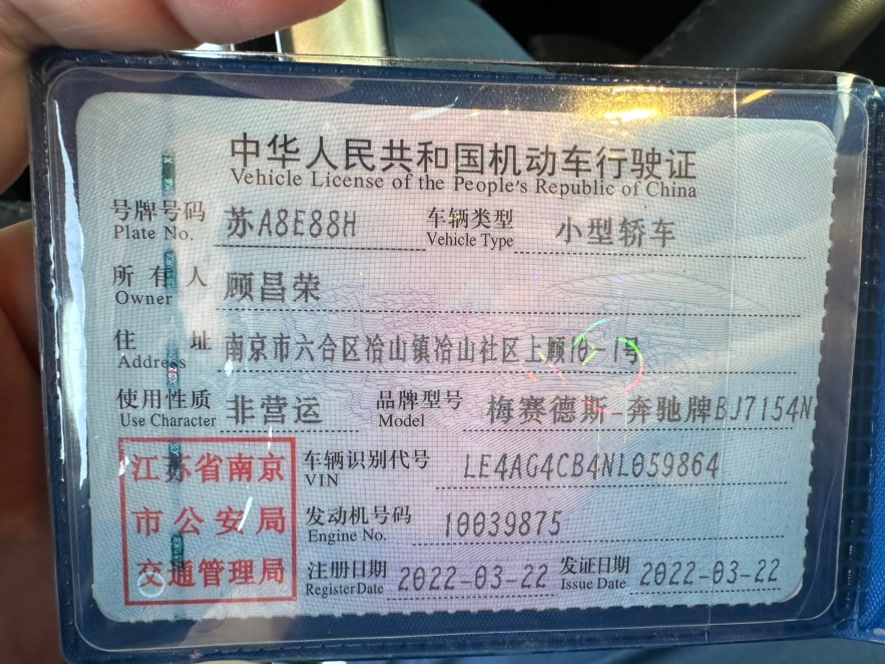 中华人民共和国机动车行驶证
Vehicle License of the People's Republic of China
号牌号码 苏A8E88H 车辆类型 小型轿车
Plate No. Vehicle Type
所有人 顾昌荣
Owner
住址 南京市六合区冶山镇冶山社区上顾10-1号
Address
使用性质 非营运 品牌型号 梅赛德斯-奔驰牌BJ7154N
Use Character Model
江苏省南京
市公安局
交通管理局
车辆识别代号 LE4AG4CB4NL059864
VIN
发动机号码 10039875
Engine No.
注册日期 2022-03-22 发证日期 2022-03-22
Register Date Issue Date